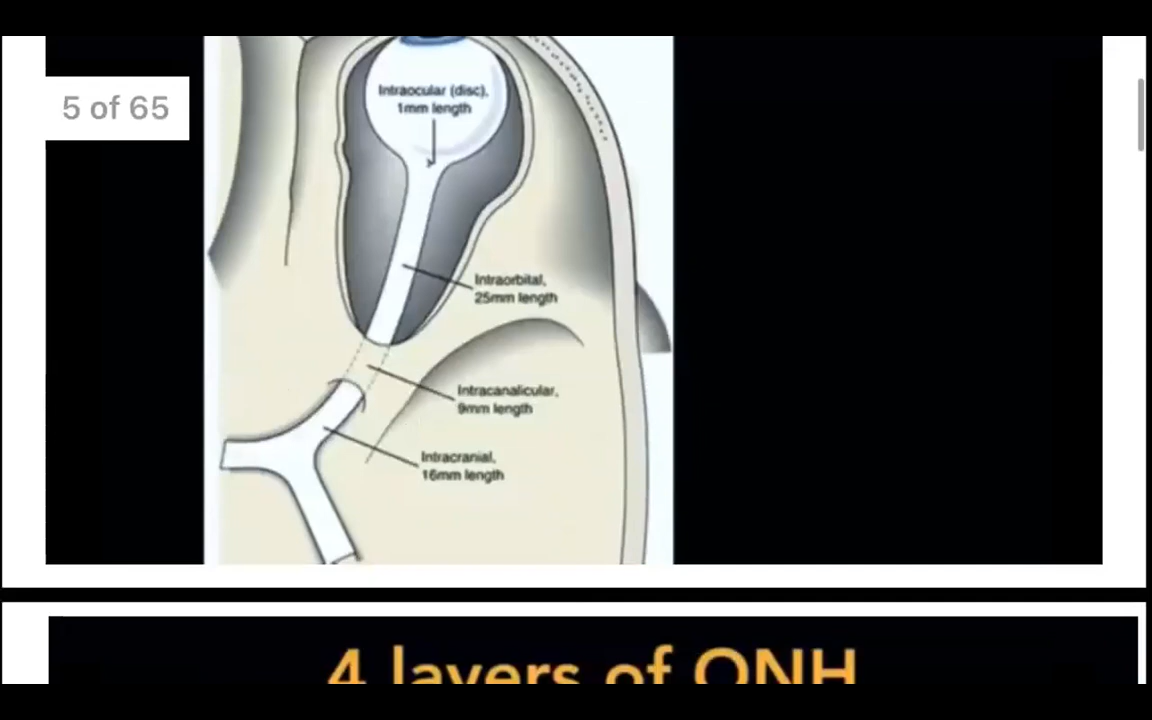 5 of 65
Intraocular (disc),
1mm length
Intraorbital,
25mm length
Intracanalicular,
9mm length
Intracranial,
16mm length
4 layers of ONH